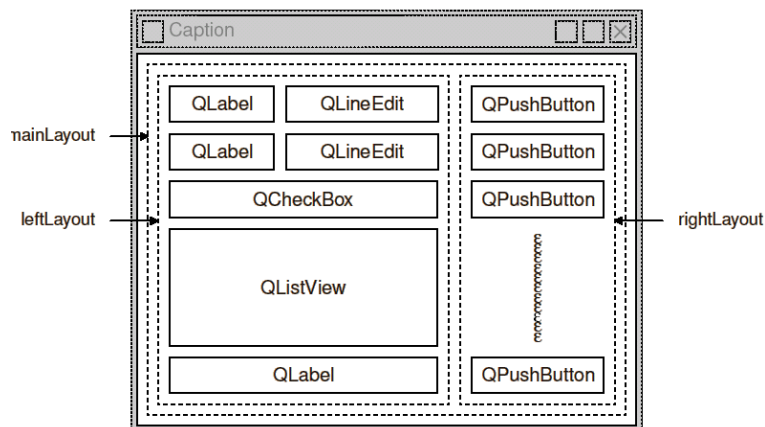 Caption
QLabel QLineEdit QPushButton
mainLayout
QLabel QLineEdit QPushButton
QCheckBox QPushButton
leftLayout
rightLayout
QListView
QLabel QPushButton